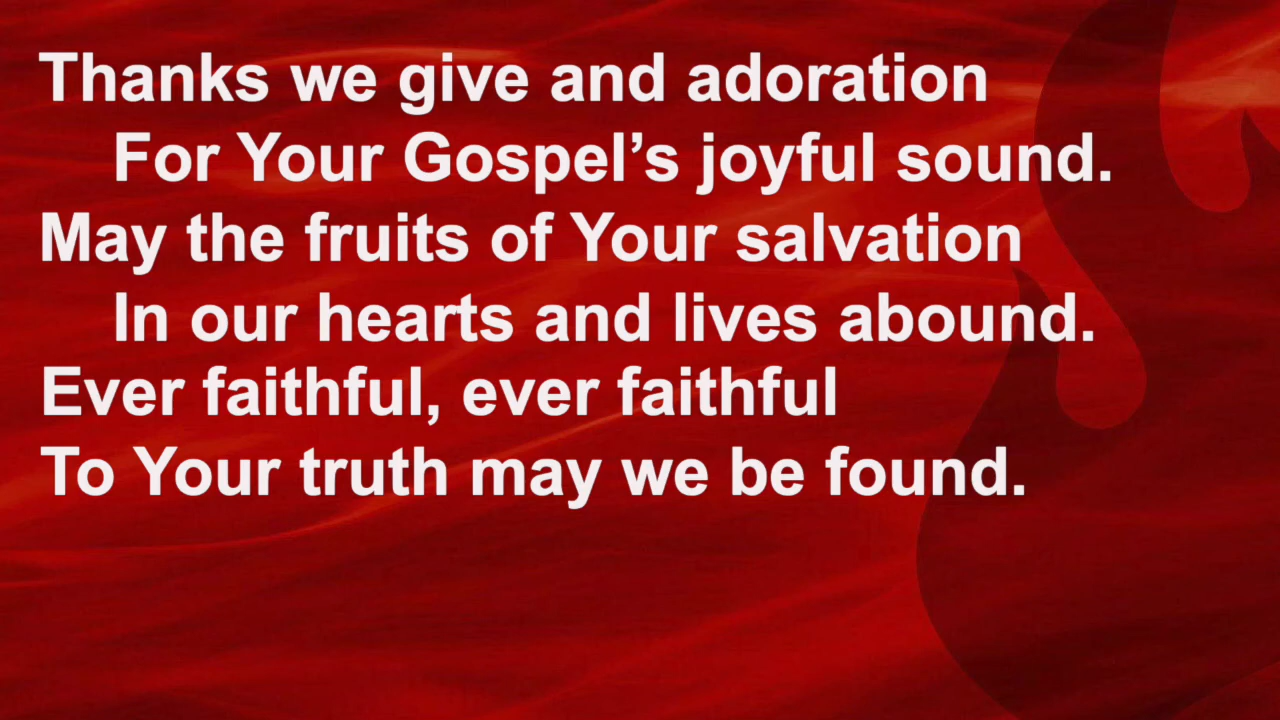 Thanks we give and adoration
For Your Gospel’s joyful sound.
May the fruits of Your salvation
In our hearts and lives abound.
Ever faithful, ever faithful
To Your truth may we be found.